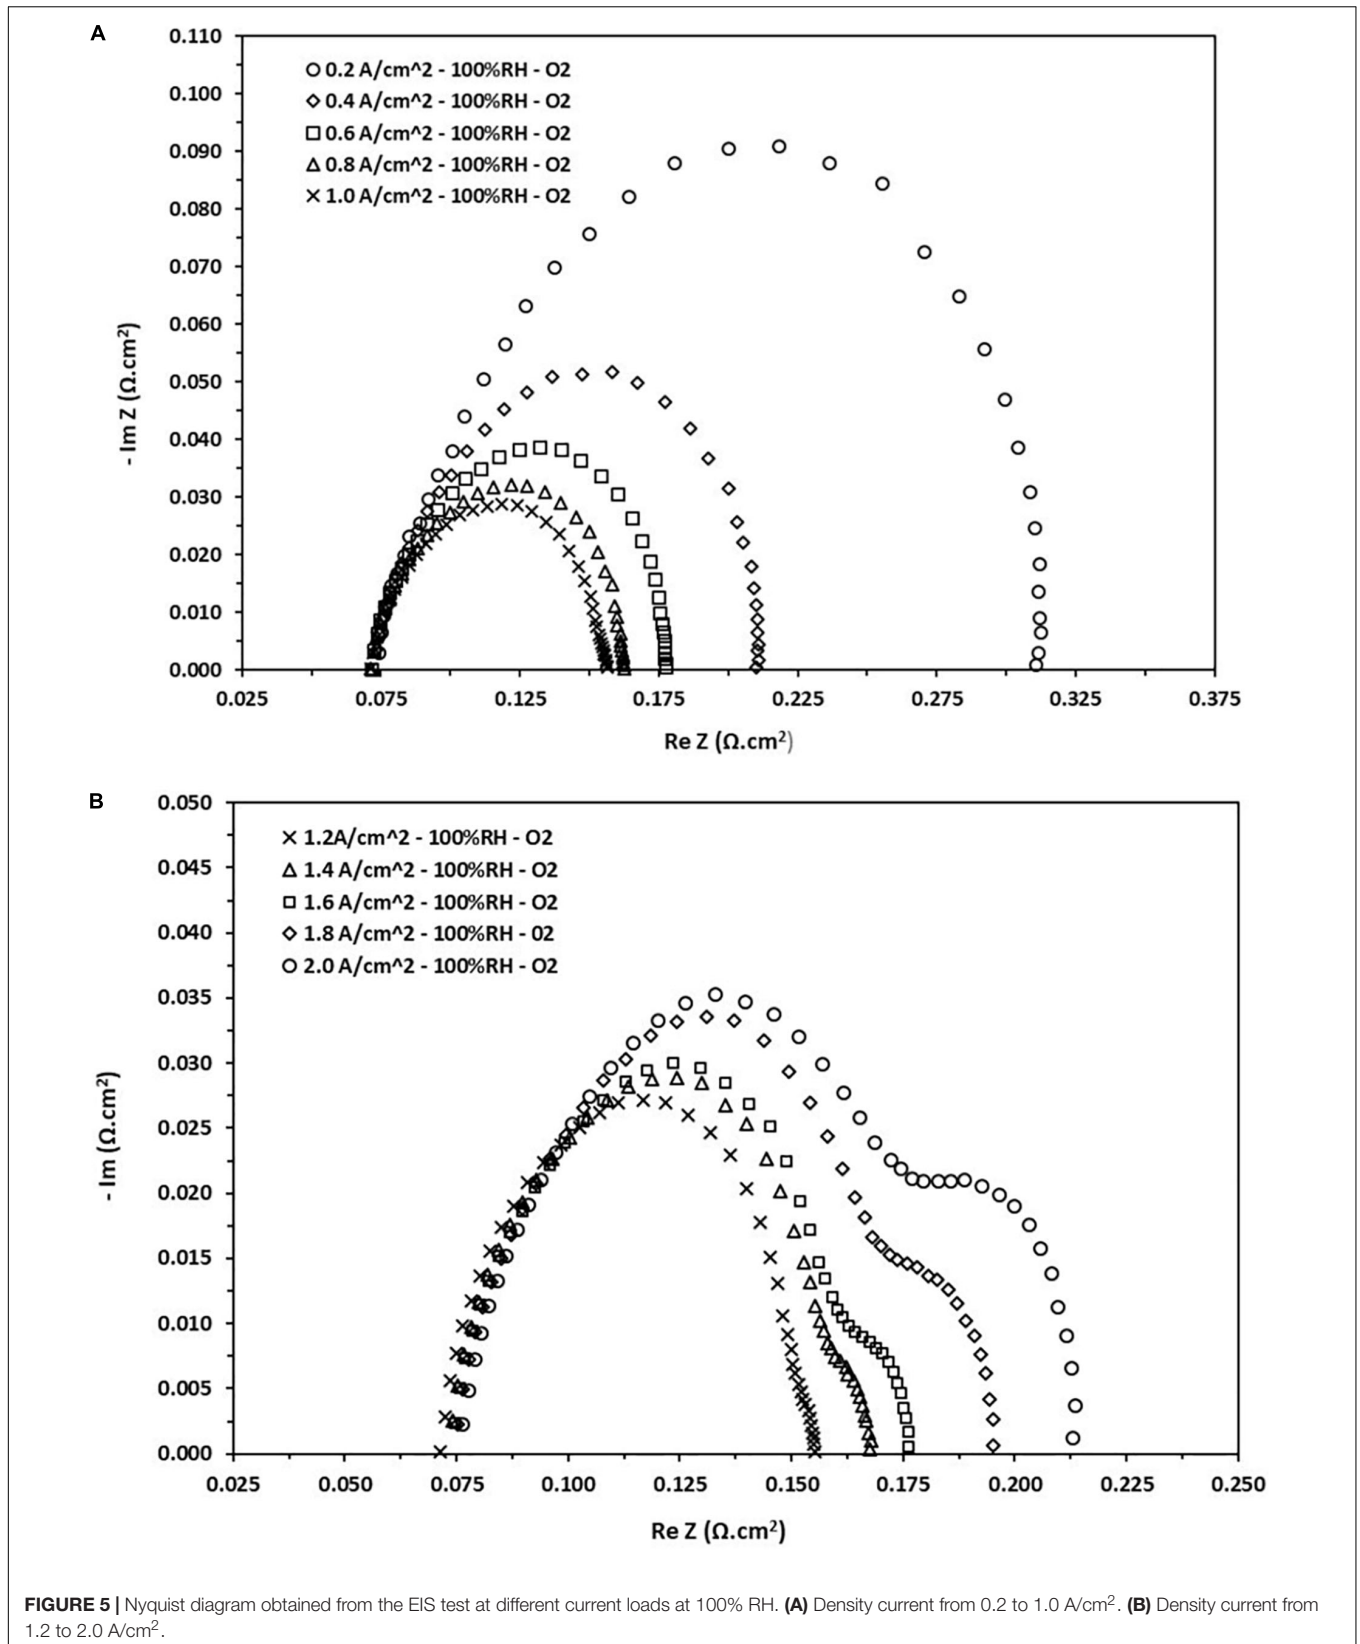 A
0.110
0.100
0.090
0.080
0.070
0.060
0.050
0.040
0.030
0.020
0.010
0.000
- Im Z (Ω.cm²)
0.2 A/cm^2 - 100%RH - O2
0.4 A/cm^2 - 100%RH - O2
0.6 A/cm^2 - 100%RH - O2
0.8 A/cm^2 - 100%RH - O2
1.0 A/cm^2 - 100%RH - O2
0.025 0.075 0.125 0.175 0.225 0.275 0.325 0.375
Re Z (Ω.cm²)
B
0.050
0.045
0.040
0.035
0.030
0.025
0.020
0.015
0.010
0.005
0.000
- Im (Ω.cm²)
1.2A/cm^2 - 100%RH - O2
1.4 A/cm^2 - 100%RH - O2
1.6 A/cm^2 - 100%RH - O2
1.8 A/cm^2 - 100%RH - 02
2.0 A/cm^2 - 100%RH - O2
0.025 0.050 0.075 0.100 0.125 0.150 0.175 0.200 0.225 0.250
Re Z (Ω.cm²)
FIGURE 5 | Nyquist diagram obtained from the EIS test at different current loads at 100% RH. (A) Density current from 0.2 to 1.0 A/cm². (B) Density current from
1.2 to 2.0 A/cm².